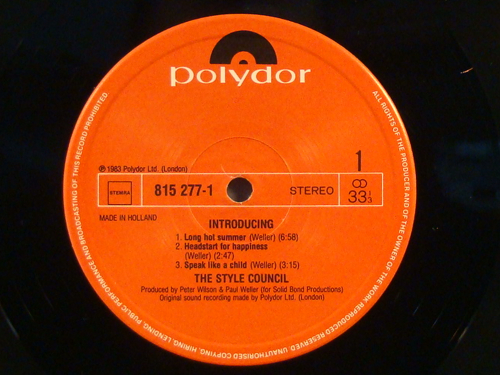 polydor
℗ 1983 Polydor Ltd. (London)
STEMRA
815 277-1
STEREO
1
33 1/3
MADE IN HOLLAND
INTRODUCING
1. Long hot summer (Weller) (6:58)
2. Headstart for happiness
(Weller) (2:47)
3. Speak like a child (Weller) (3:15)
THE STYLE COUNCIL
Produced by Peter Wilson & Paul Weller (for Solid Bond Productions)
Original sound recording made by Polydor Ltd. (London)
ALL RIGHTS OF THE PRODUCER AND OF THE OWNER OF THE WORK REPRODUCED RESERVED. UNAUTHORISED COPYING, HIRING, LENDING, PUBLIC PERFORMANCE AND BROADCASTING OF THIS RECORD PROHIBITED.